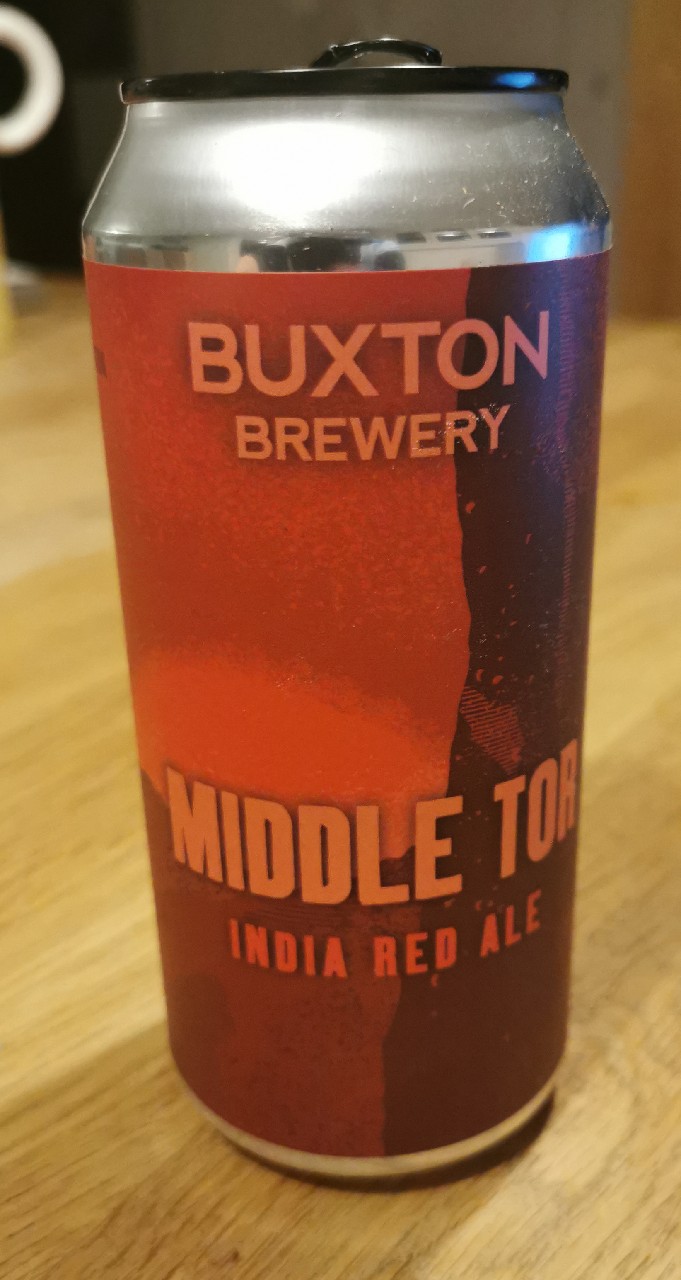 BUXTON
BREWERY
MIDDLE TOR
INDIA RED ALE